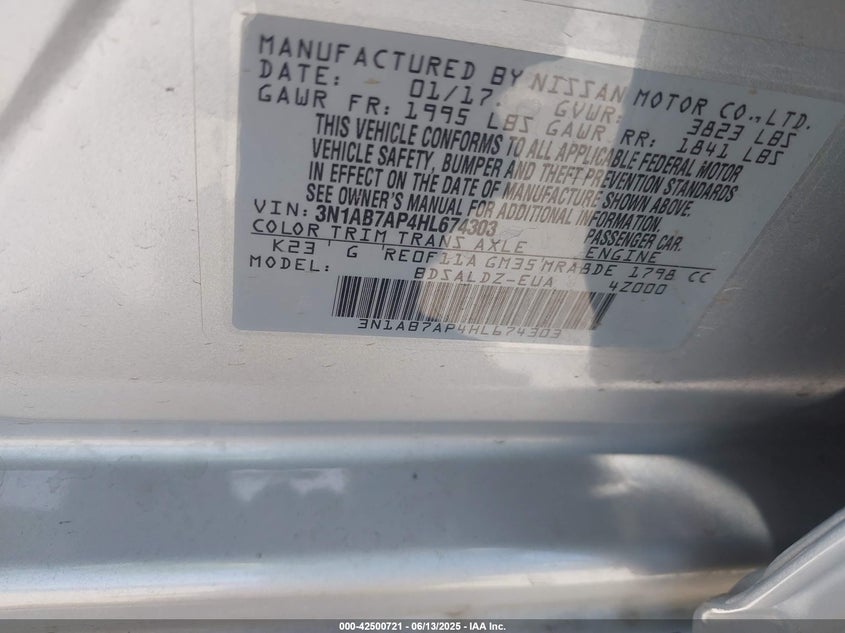 MANUFACTURED BY NISSAN MOTOR CO., LTD.
DATE: 01/17 GVWR: 3823 LBS
GAWR FR: 1995 LBS GAWR RR: 1841 LBS
THIS VEHICLE CONFORMS TO ALL APPLICABLE FEDERAL MOTOR
VEHICLE SAFETY, BUMPER AND THEFT PREVENTION STANDARDS
IN EFFECT ON THE DATE OF MANUFACTURE SHOWN ABOVE.
SEE OWNER'S MANUAL FOR ADDITIONAL INFORMATION.
VIN: 3N1AB7AP4HL674303 PASSENGER CAR.
COLOR TRIM TRANS AXLE ENGINE
K23 G RE0F11A GM35 MRA8DE 1798 CC
MODEL: BDSALDZ-EUA 4Z000
3N1AB7AP4HL674303
000-42500721 | 06/13/2025 - IAA Inc.